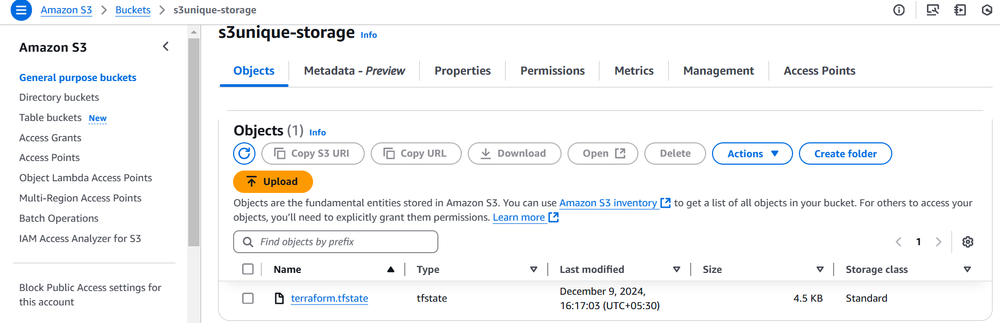 Amazon S3 > Buckets > s3unique-storage
Amazon S3
General purpose buckets
Directory buckets
Table buckets New
Access Grants
Access Points
Object Lambda Access Points
Multi-Region Access Points
Batch Operations
IAM Access Analyzer for S3
Block Public Access settings for
this account
s3unique-storage Info
Objects Metadata - Preview Properties Permissions Metrics Management Access Points
Objects (1) Info
Copy S3 URI Copy URL Download Open Delete Actions Create folder
Upload
Objects are the fundamental entities stored in Amazon S3. You can use Amazon S3 inventory to get a list of all objects in your bucket. For others to access your
objects, you’ll need to explicitly grant them permissions. Learn more
Find objects by prefix
1
Name Type Last modified Size Storage class
terraform.tfstate tfstate December 9, 2024,
16:17:03 (UTC+05:30) 4.5 KB Standard